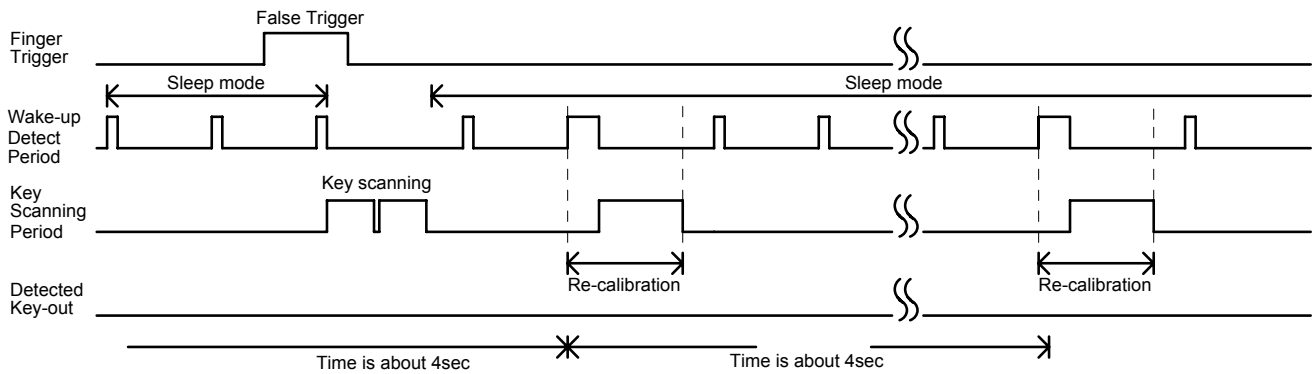 False Trigger
Finger
Trigger
Sleep mode
Sleep mode
Wake-up
Detect
Period
Key scanning
Key
Scanning
Period
Re-calibration
Re-calibration
Detected
Key-out
Time is about 4sec
Time is about 4sec